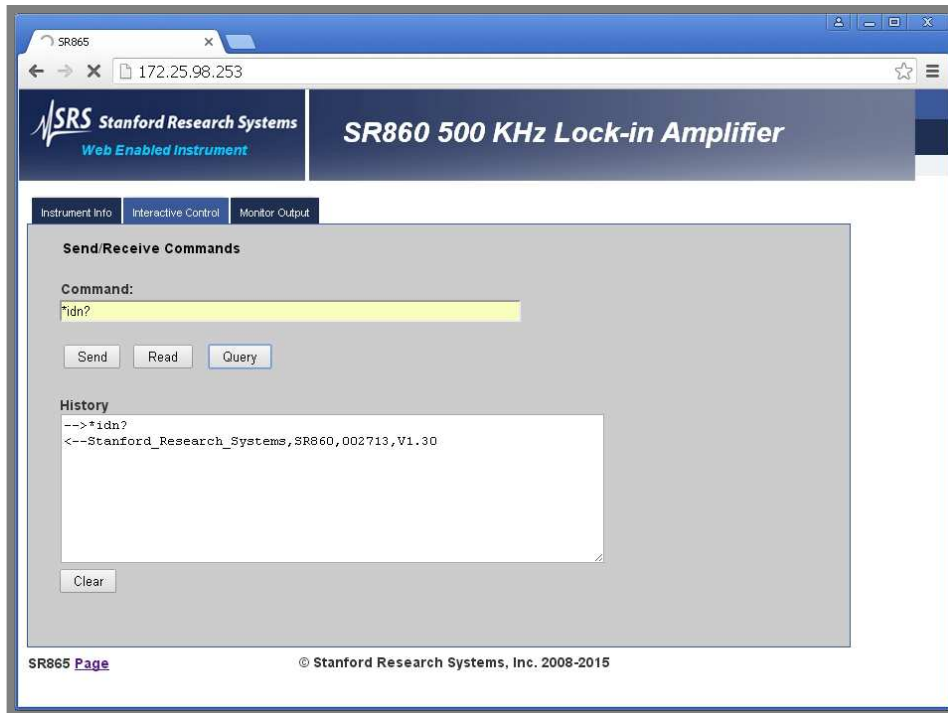 SR865
172.25.98.253
SRS Stanford Research Systems
Web Enabled Instrument
SR860 500 KHz Lock-in Amplifier
Instrument Info
Interactive Control
Monitor Output
Send/Receive Commands
Command:
*idn?
Send
Read
Query
History
-->*idn?
<--Stanford_Research_Systems,SR860,002713,V1.30
Clear
SR865 Page
© Stanford Research Systems, Inc. 2008-2015